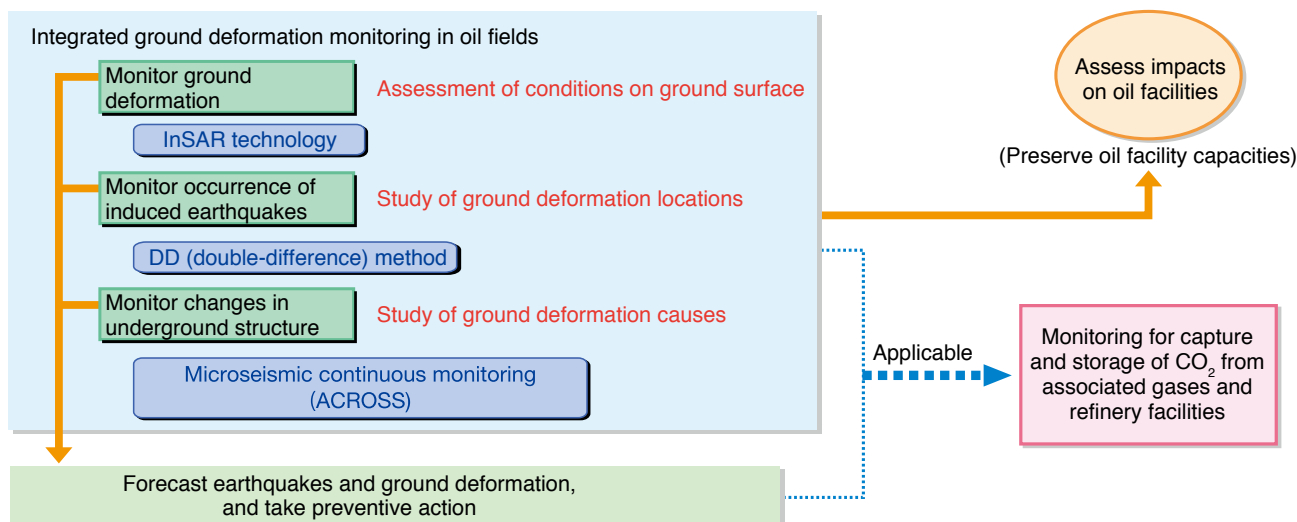 Integrated ground deformation monitoring in oil fields
Monitor ground
deformation
Assessment of conditions on ground surface
InSAR technology
Monitor occurrence of
induced earthquakes
Study of ground deformation locations
DD (double-difference) method
Monitor changes in
underground structure
Study of ground deformation causes
Microseismic continuous monitoring
(ACROSS)
Forecast earthquakes and ground deformation,
and take preventive action
Assess impacts
on oil facilities
(Preserve oil facility capacities)
Applicable
Monitoring for capture
and storage of CO₂ from
associated gases and
refinery facilities